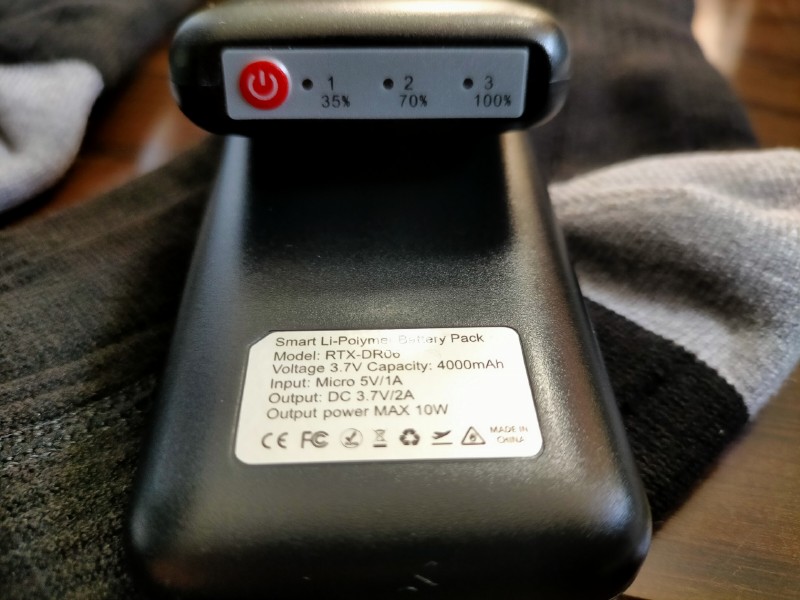 1 2 3
35% 70% 100%
Smart Li-Polymer Battery Pack
Model: RTX-DR06
Voltage 3.7V Capacity: 4000mAh
Input: Micro 5V/1A
Output: DC 3.7V/2A
Output power MAX 10W
CE FC
MADE IN
CHINA